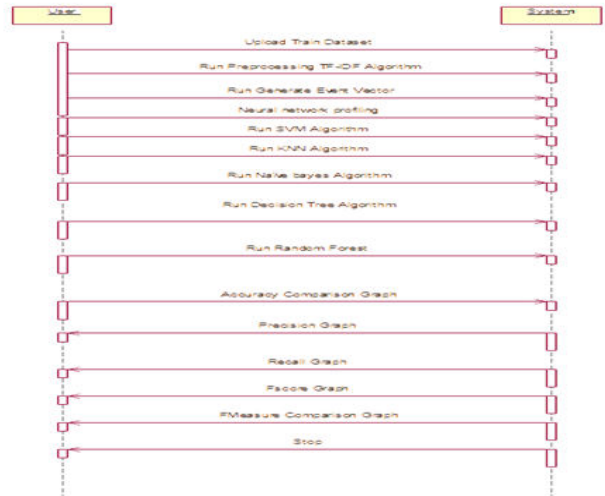 User
System
Upload Train Dataset
Run Preprocessing TF-IDF Algorithm
Run Generate Event Vector
Neural network profiling
Run SVM Algorithm
Run KNN Algorithm
Run Naive bayes Algorithm
Run Decision Tree Algorithm
Run Random Forest
Accuracy Comparison Graph
Precision Graph
Recall Graph
Fscore Graph
FMeasure Comparison Graph
Stop